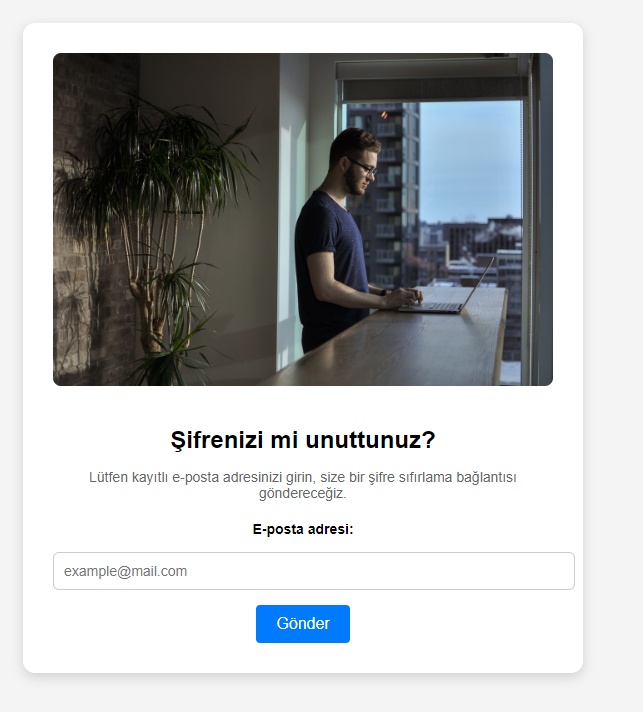 Şifrenizi mi unuttunuz?
Lütfen kayıtlı e-posta adresinizi girin, size bir şifre sıfırlama bağlantısı
göndereceğiz.
E-posta adresi:
example@mail.com
Gönder